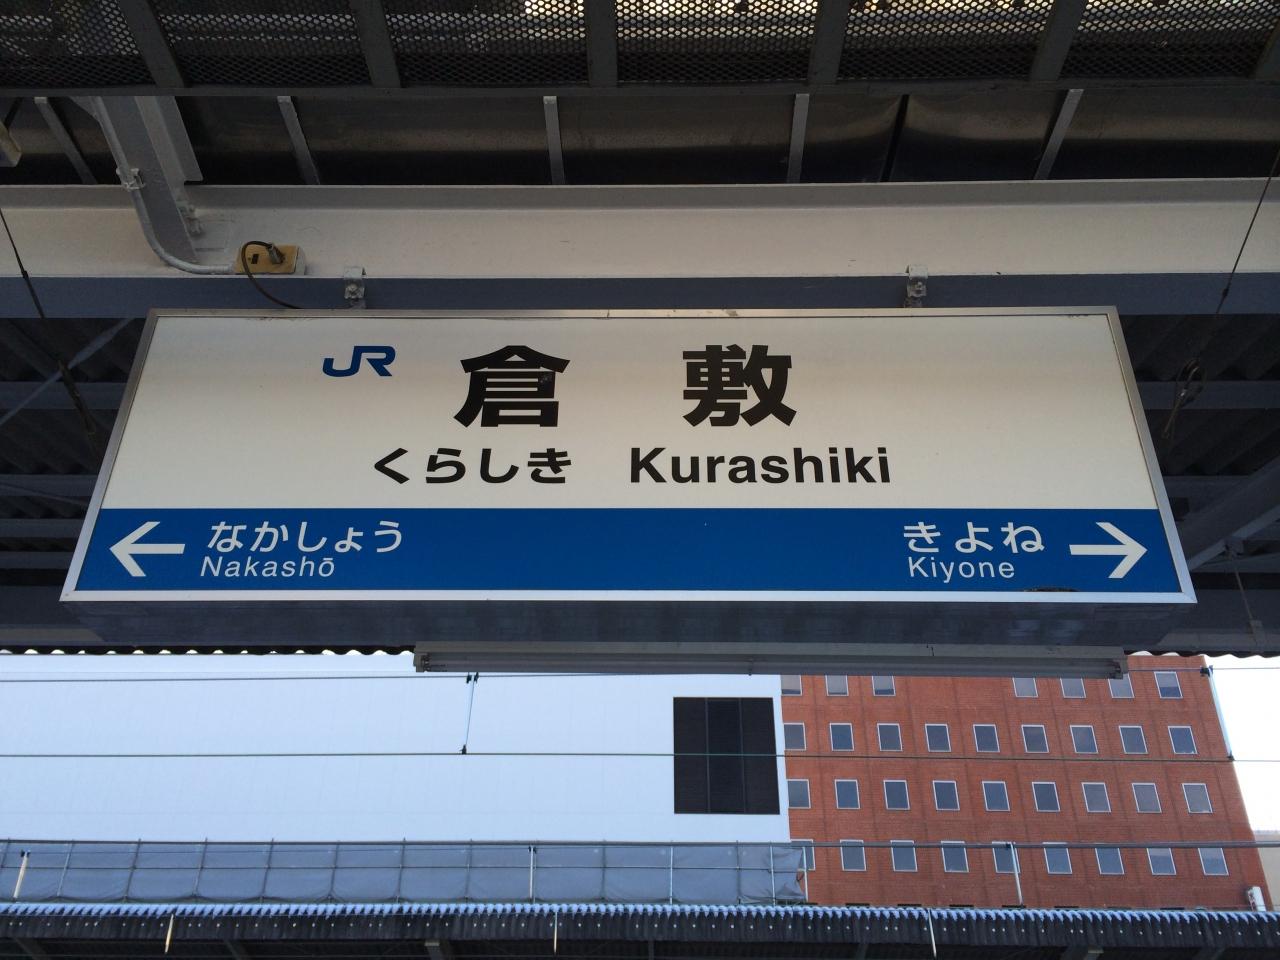 JR 倉敷
くらしき Kurashiki
← なかしょう きよね →
Nakashō Kiyone